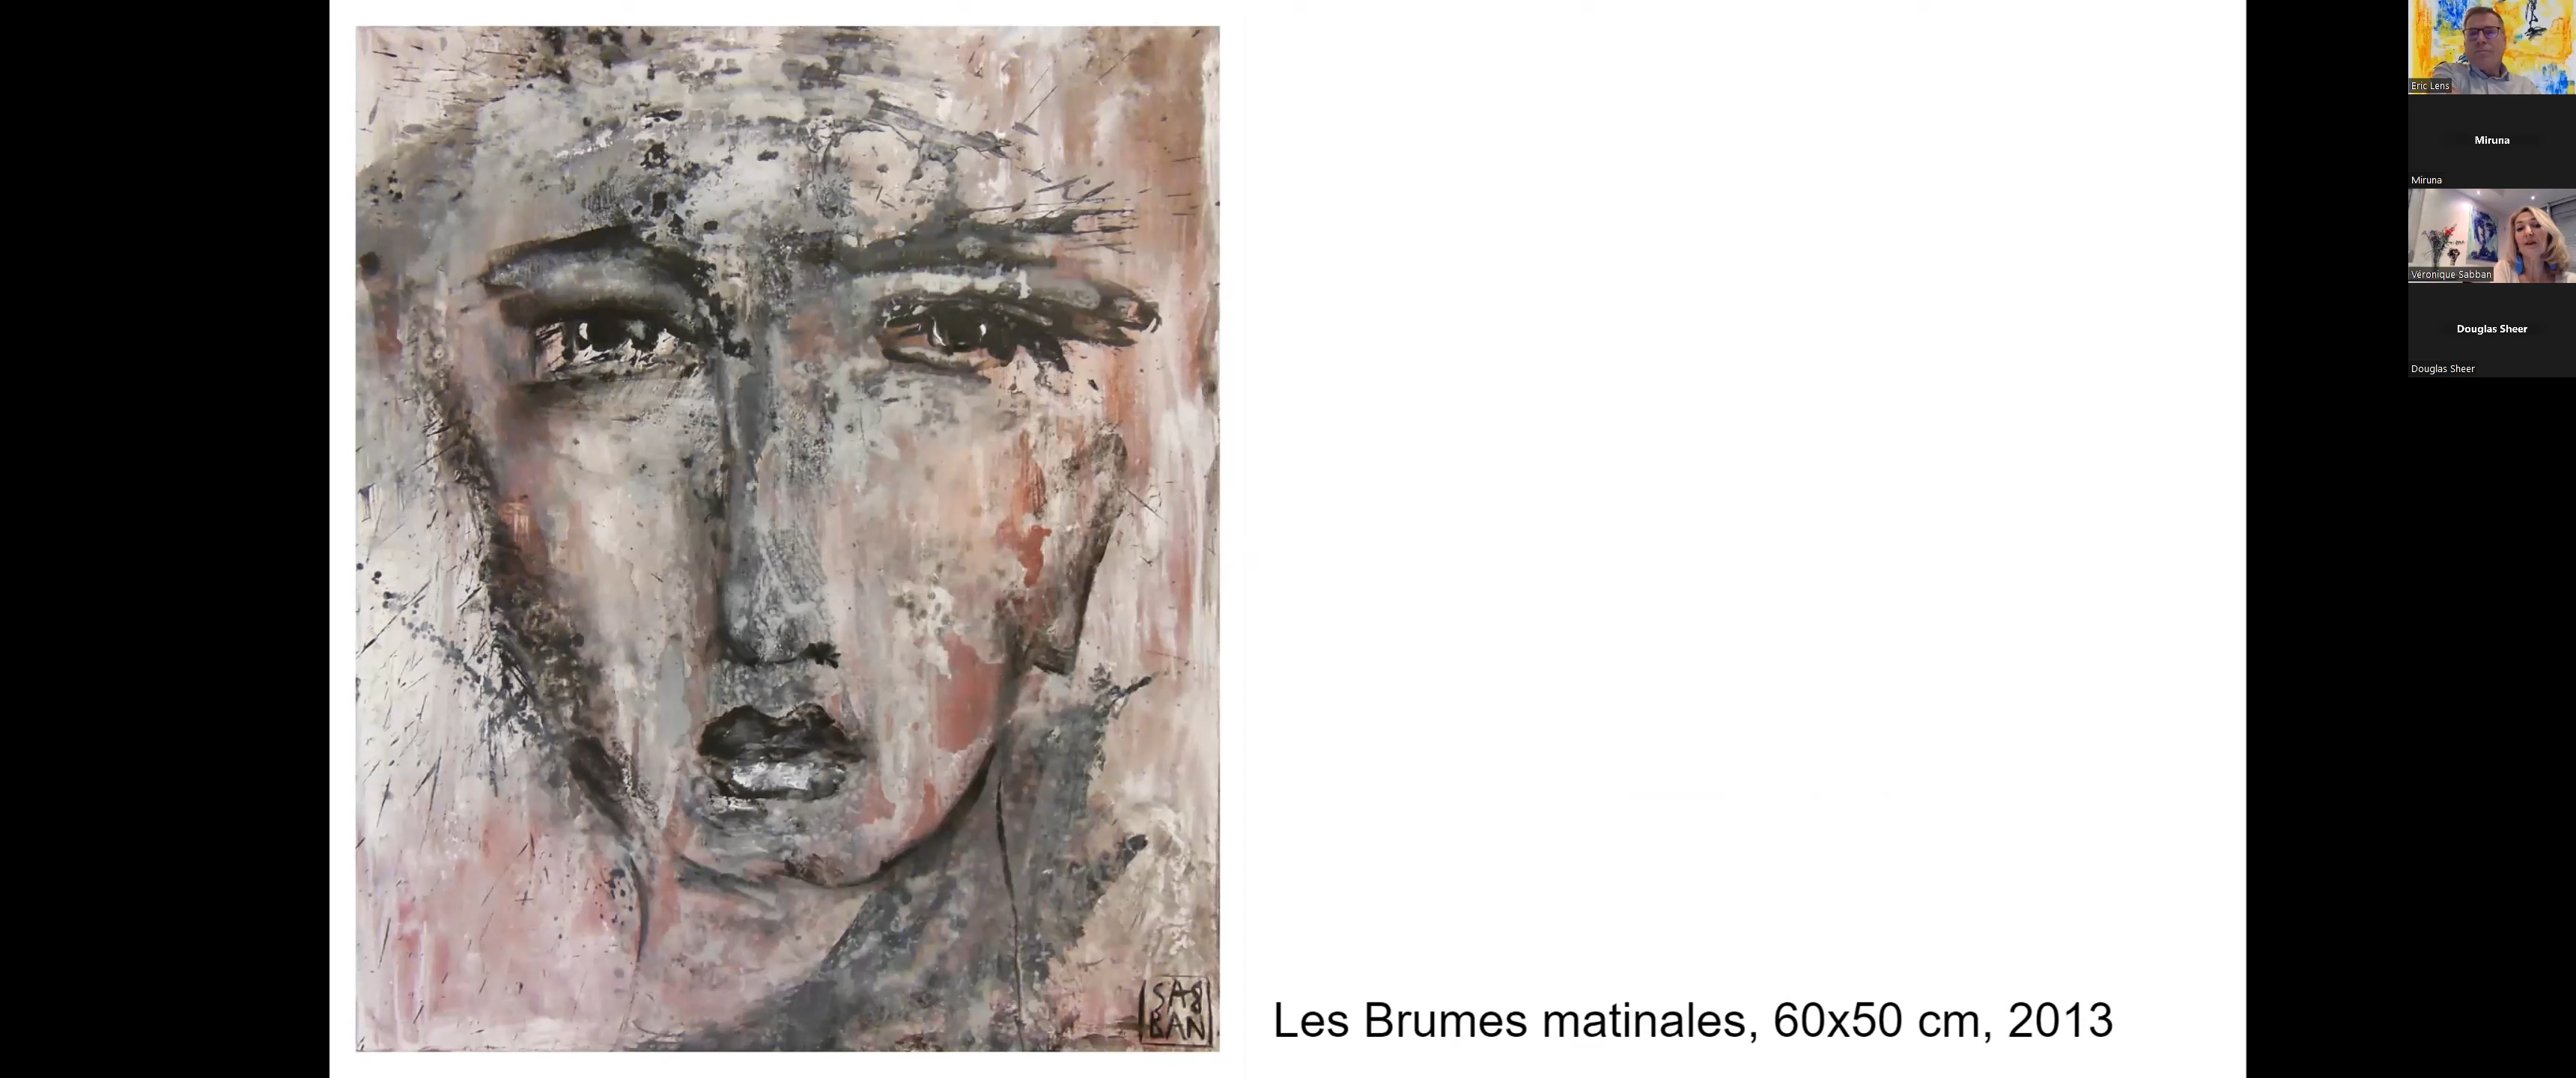 SAB
BAN
Les Brumes matinales, 60x50 cm, 2013
Eric Lens
Miruna
Miruna
Véronique Sabban
Douglas Sheer
Douglas Sheer